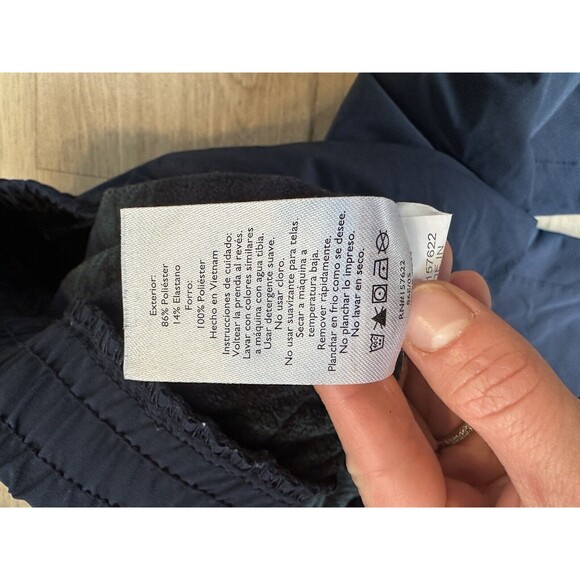 Exterior:
86% Poliéster
14% Elastano
Forro:
100% Poliéster
Hecho en Vietnam
Instrucciones de cuidado:
Voltear la prenda al revés.
Lavar con colores similares
a máquina con agua tibia.
Usar detergente suave.
No usar cloro.
No usar suavizante para telas.
Secar a máquina a
temperatura baja.
Remover rápidamente.
Planchar en frío como se desee.
No planchar lo impreso.
No lavar en seco.
RN#157622
157622
E IN